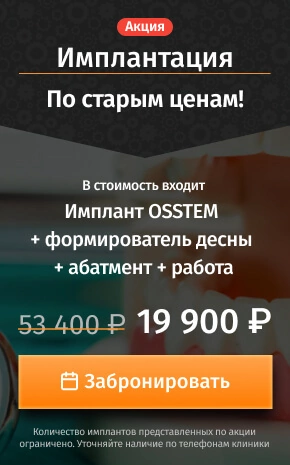 Акция
Имплантация
По старым ценам!
В стоимость входит
Имплант OSSTEM
+ формирователь десны
+ абатмент + работа
53 400 ₽ 19 900 ₽
Забронировать
Количество имплантов представленных по акции
ограничено. Уточняйте наличие по телефонам клиники